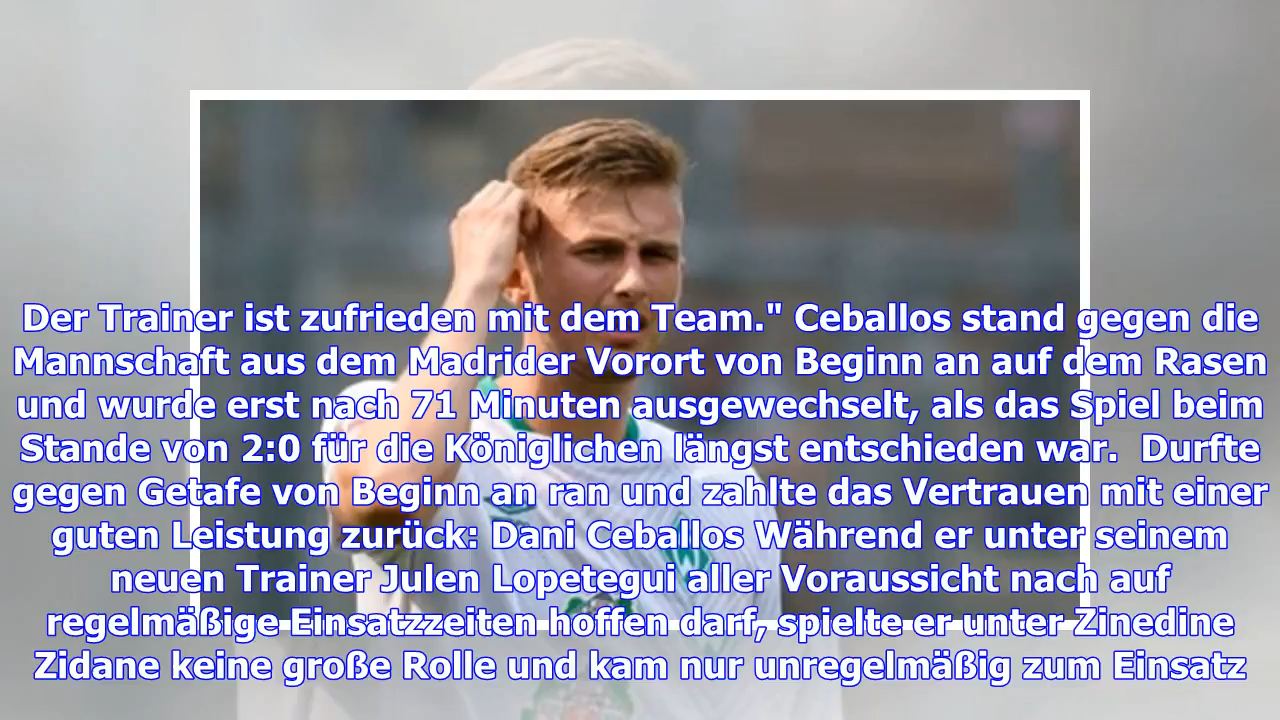 Der Trainer ist zufrieden mit dem Team." Ceballos stand gegen die
Mannschaft aus dem Madrider Vorort von Beginn an auf dem Rasen
und wurde erst nach 71 Minuten ausgewechselt, als das Spiel beim
Stande von 2:0 für die Königlichen längst entschieden war.  Durfte
gegen Getafe von Beginn an ran und zahlte das Vertrauen mit einer
guten Leistung zurück: Dani Ceballos Während er unter seinem
neuen Trainer Julen Lopetegui aller Voraussicht nach auf
regelmäßige Einsatzzeiten hoffen darf, spielte er unter Zinedine
Zidane keine große Rolle und kam nur unregelmäßig zum Einsatz